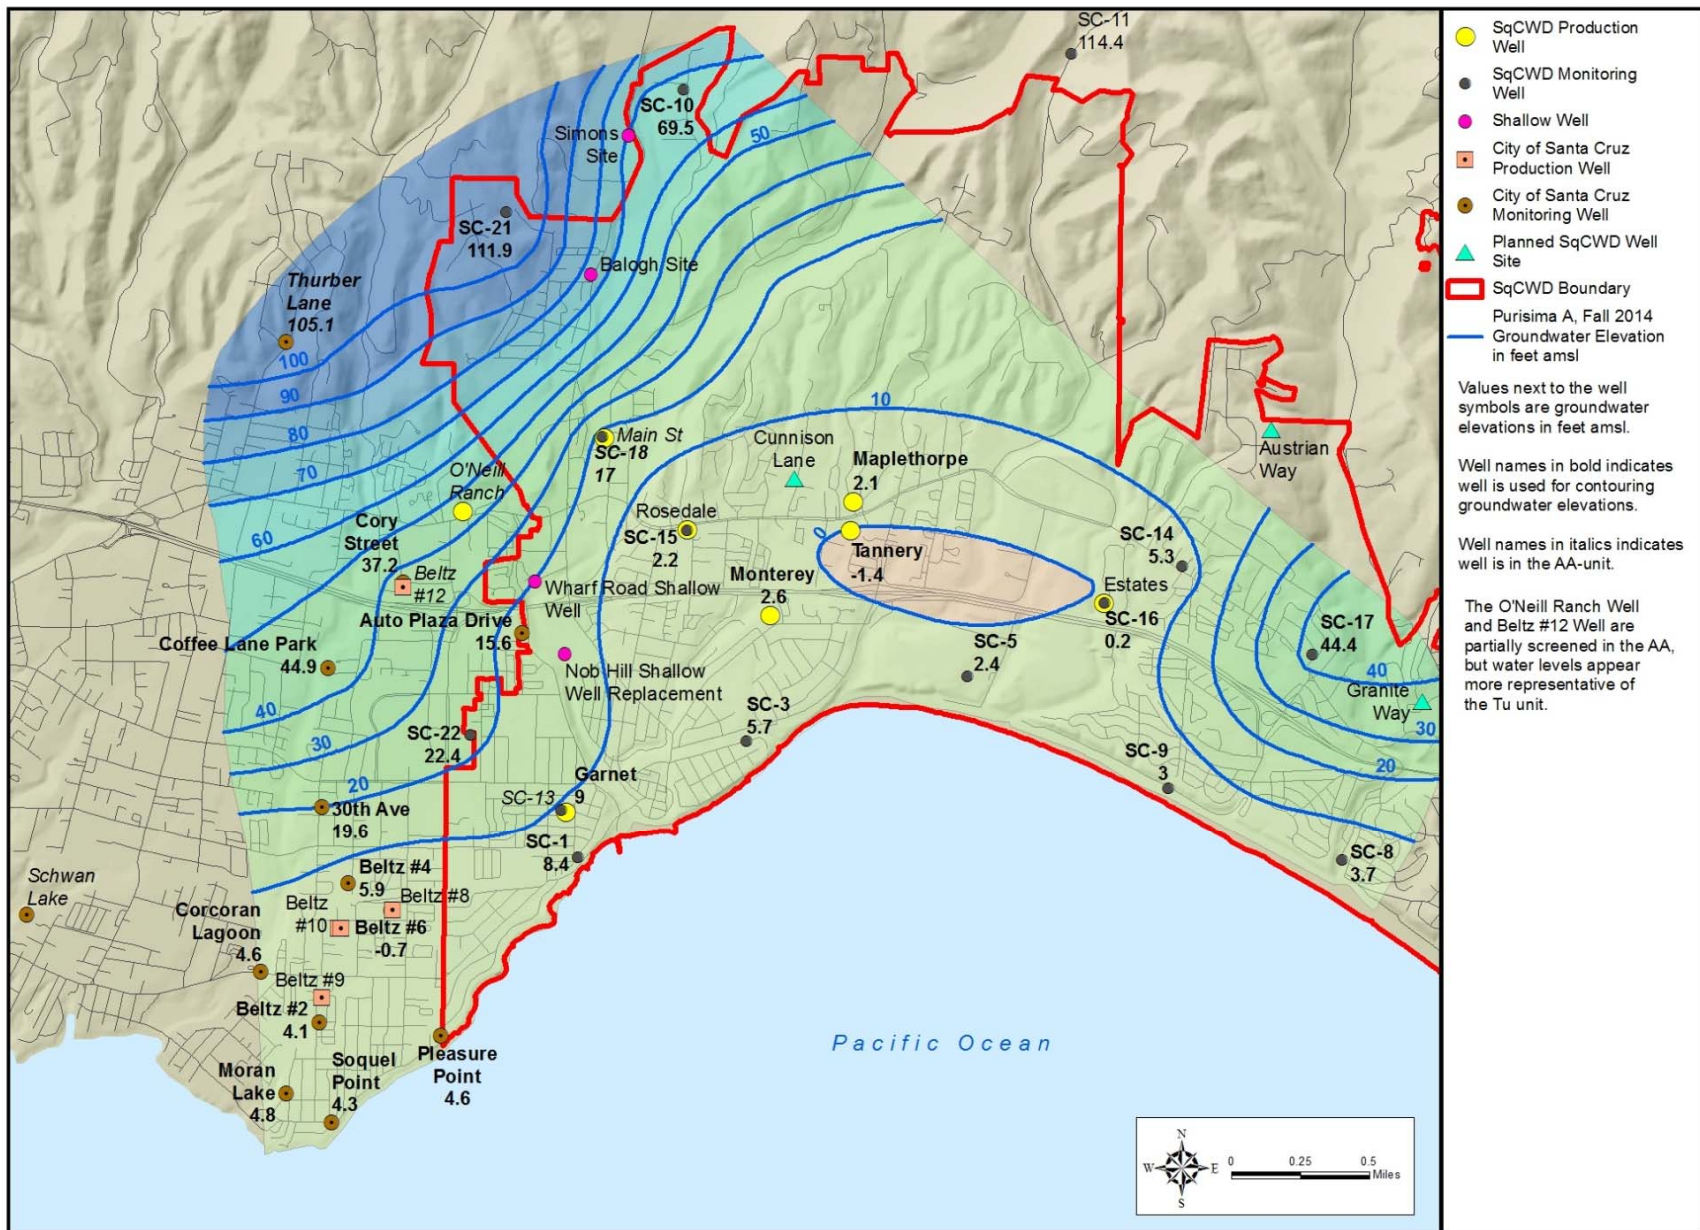 SC-11
114.4
SC-10
69.5
Simons
Site
50
SC-21
111.9
Balogh Site
Thurber
Lane
105.1
100
90
80
70
60
Main St
SC-18
17
10
Cunnison
Lane
Maplethorpe
2.1
Austrian
Way
O'Neill
Ranch
Cory
Street
37.2
Beltz
#12
Rosedale
SC-15
2.2
0
Tannery
-1.4
SC-14
5.3
Monterey
2.6
Estates
SC-16
0.2
Wharf Road Shallow
Well
Auto Plaza Drive
15.6
Coffee Lane Park
44.9
SC-17
44.4
SC-5
2.4
40
Nob Hill Shallow
Well Replacement
Granite
Way
30
20
40
30
20
SC-22
22.4
SC-3
5.7
SC-9
3
Garnet
9
SC-13
30th Ave
19.6
SC-1
8.4
SC-8
3.7
Schwan
Lake
Beltz #4
5.9
Beltz #8
Beltz
#10
Beltz #6
-0.7
Corcoran
Lagoon
4.6
Beltz #9
Beltz #2
4.1
Pleasure
Point
4.6
Moran
Lake
4.8
Soquel
Point
4.3
Pacific Ocean
N
W
E
S
0
0.25
0.5
Miles
SqCWD Production
Well
SqCWD Monitoring
Well
Shallow Well
City of Santa Cruz
Production Well
City of Santa Cruz
Monitoring Well
Planned SqCWD Well
Site
SqCWD Boundary
Purisima A, Fall 2014
Groundwater Elevation
in feet amsl
Values next to the well
symbols are groundwater
elevations in feet amsl.
Well names in bold indicates
well is used for contouring
groundwater elevations.
Well names in italics indicates
well is in the AA-unit.
The O'Neill Ranch Well
and Beltz #12 Well are
partially screened in the AA,
but water levels appear
more representative of
the Tu unit.